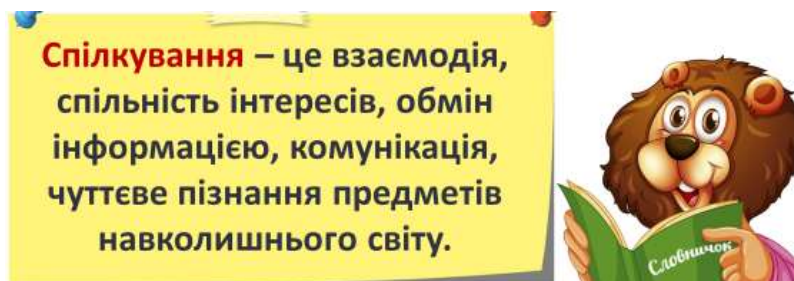 Спілкування – це взаємодія,
спільність інтересів, обмін
інформацією, комунікація,
чуттєве пізнання предметів
навколишнього світу.
Словничок